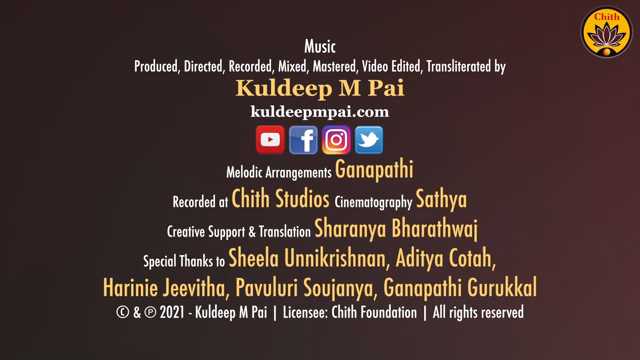 Chith
Music
Produced, Directed, Recorded, Mixed, Mastered, Video Edited, Transliterated by
Kuldeep M Pai
kuldeepmpai.com
Melodic Arrangements Ganapathi
Recorded at Chith Studios Cinematography Sathya
Creative Support & Translation Sharanya Bharathwaj
Special Thanks to Sheela Unnikrishnan, Aditya Cotah,
Harinie Jeevitha, Pavuluri Soujanya, Ganapathi Gurukkal
© & ℗ 2021 - Kuldeep M Pai | Licensee: Chith Foundation | All rights reserved